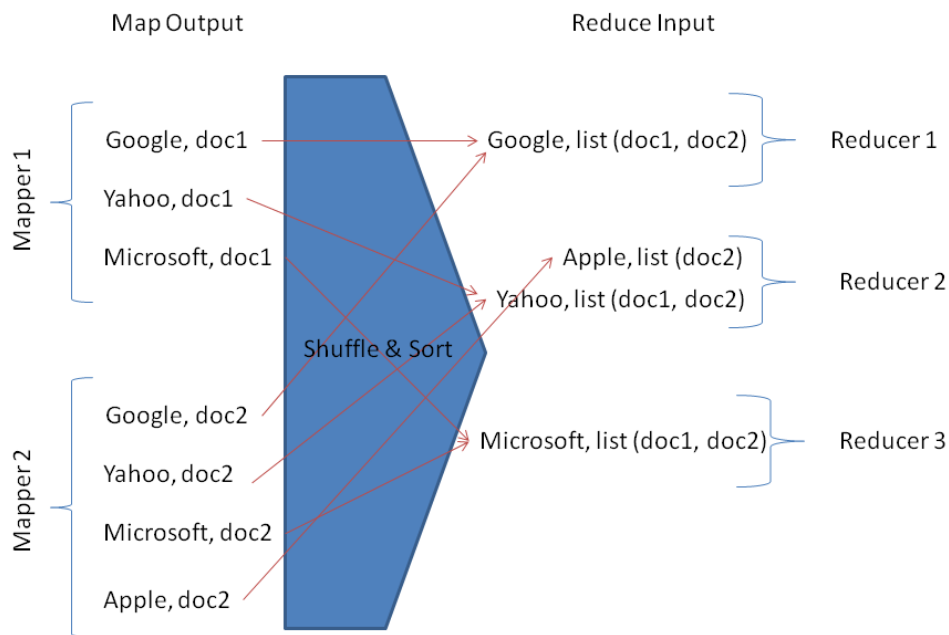 Map Output
Reduce Input
Mapper 1
Google, doc1
Yahoo, doc1
Microsoft, doc1
Mapper 2
Google, doc2
Yahoo, doc2
Microsoft, doc2
Apple, doc2
Shuffle & Sort
Google, list (doc1, doc2)
Reducer 1
Apple, list (doc2)
Yahoo, list (doc1, doc2)
Reducer 2
Microsoft, list (doc1, doc2)
Reducer 3